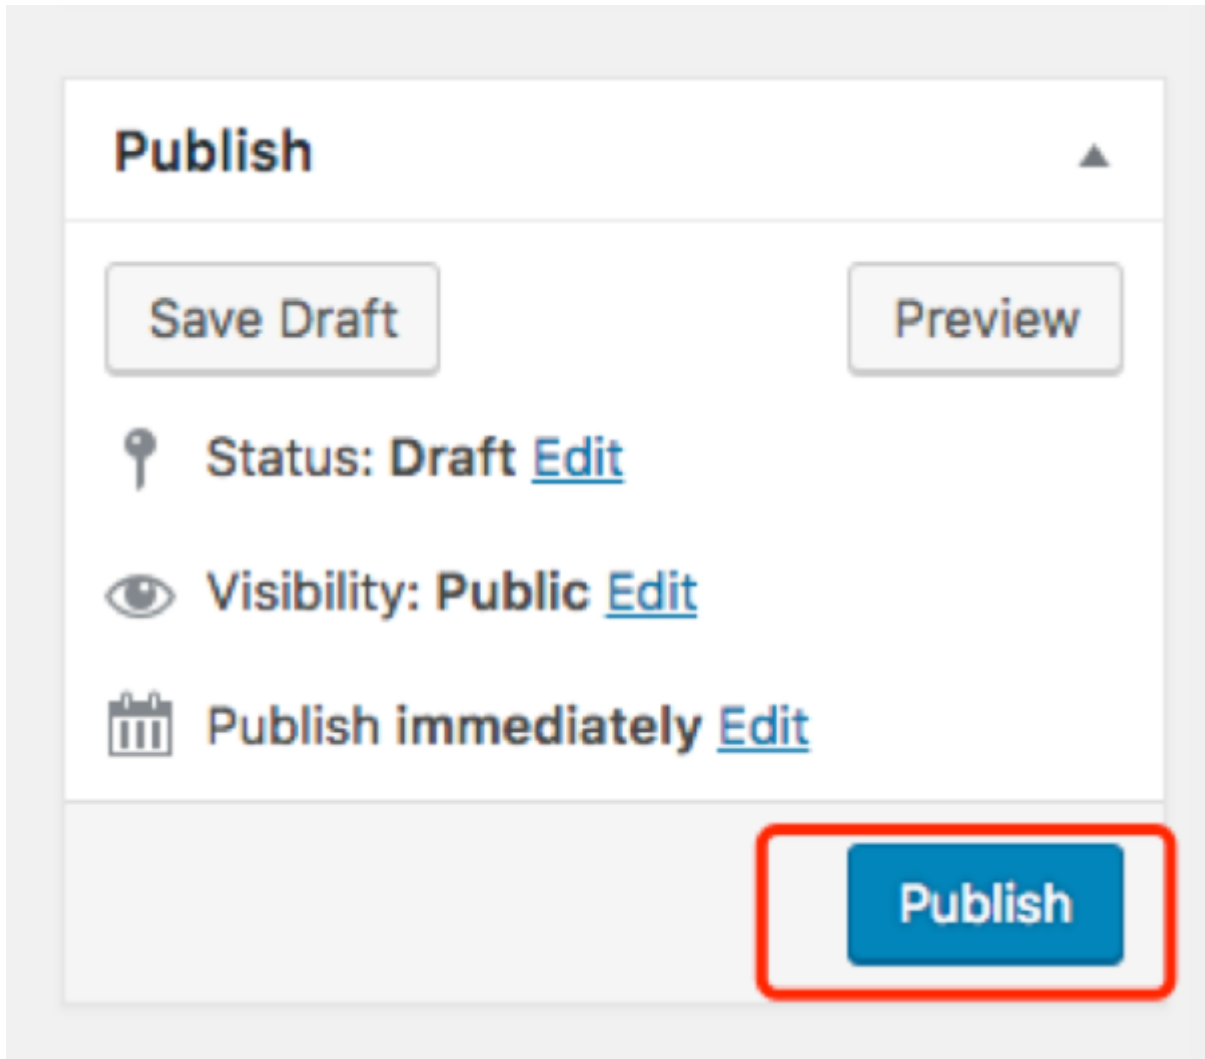 Publish
Save Draft Preview
Status: Draft Edit
Visibility: Public Edit
Publish immediately Edit
Publish